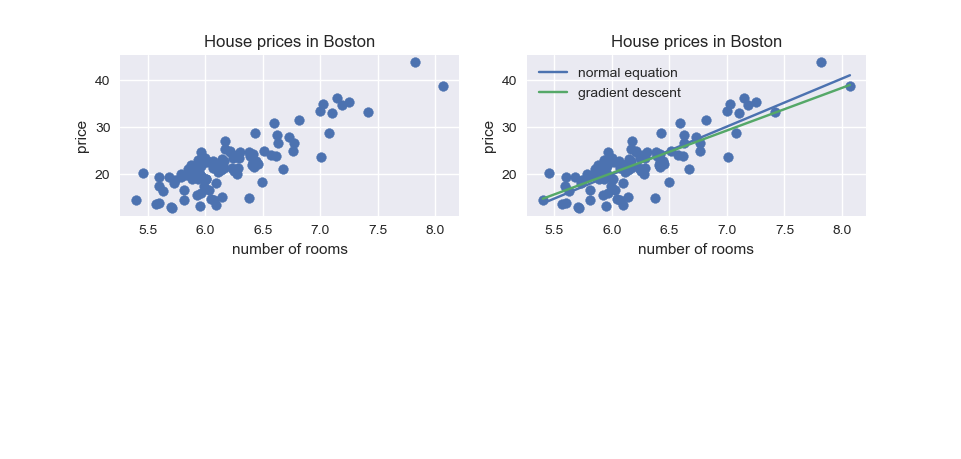 House prices in Boston
price
40
30
20
5.5 6.0 6.5 7.0 7.5 8.0
number of rooms
House prices in Boston
normal equation
gradient descent
price
40
30
20
5.5 6.0 6.5 7.0 7.5 8.0
number of rooms